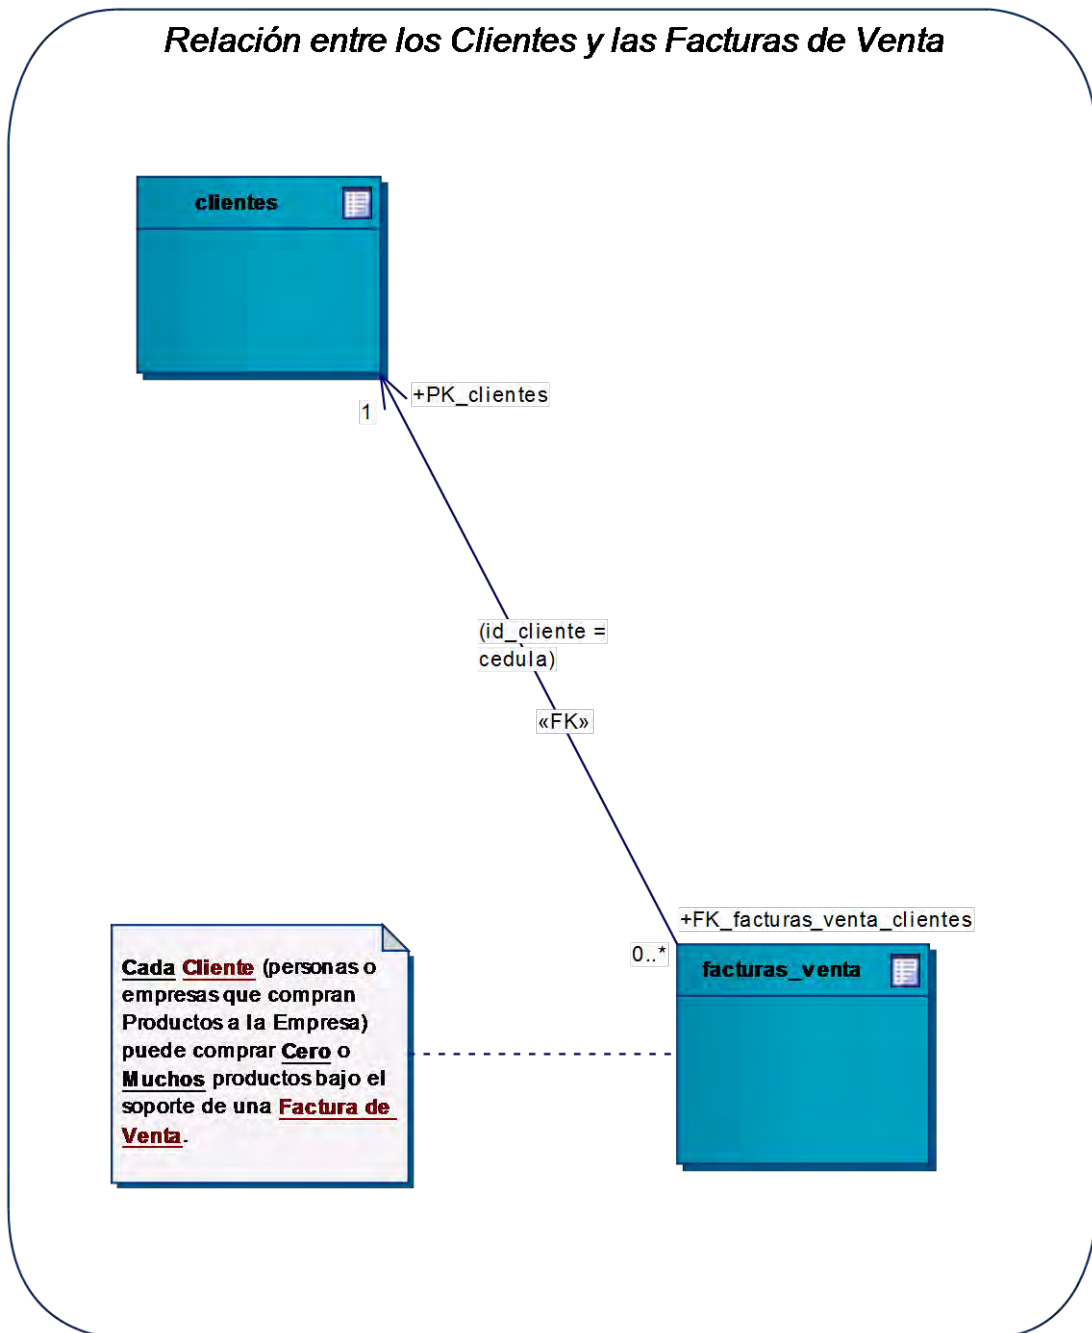 Relación entre los Clientes y las Facturas de Venta
clientes
+PK_clientes
1
(id_cliente =
cedula)
«FK»
+FK_facturas_venta_clientes
0..*
facturas_venta
Cada Cliente (personas o
empresas que compran
Productos a la Empresa)
puede comprar Cero o
Muchos productos bajo el
soporte de una Factura de
Venta.